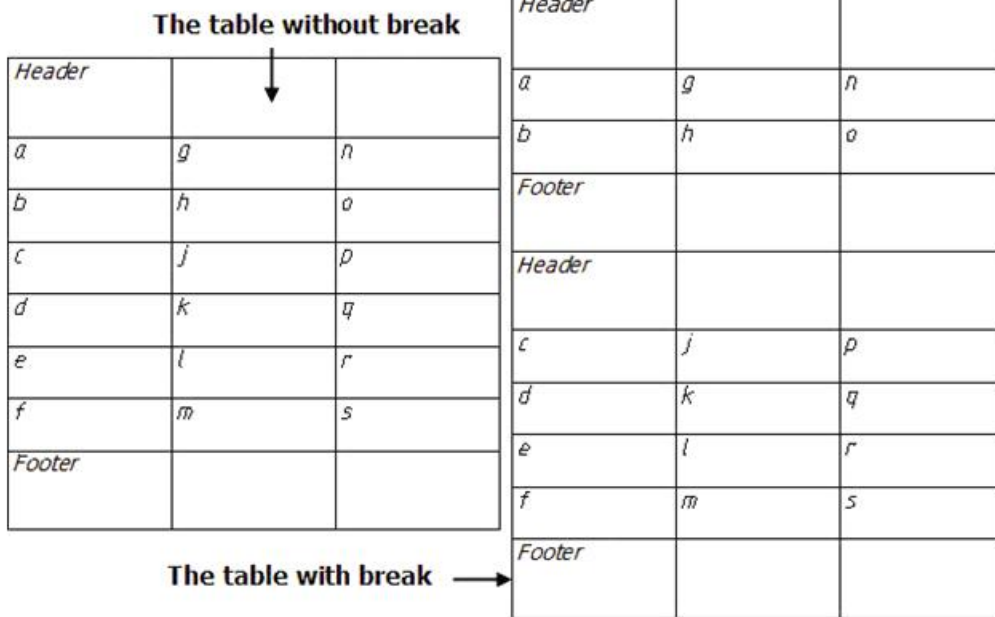 The table without break
Header
a g n
b h o
c j p
d k q
e l r
f m s
Footer
The table with break
Header
a g n
b h o
Footer
Header
c j p
d k q
e l r
f m s
Footer